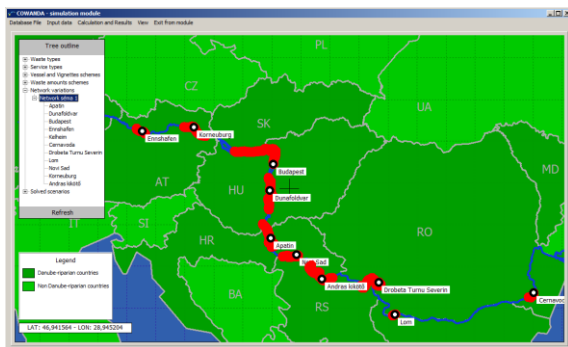 COWANDA - simulation module
Database File Input data Calculation and Results View Exit from module
Tree outline
Waste types
Service types
Vessel and Vignettes schemes
Waste amounts schemes
Network variations
Network séma 1
Apatin
Dunafoldvar
Budapest
Ennshafen
Kelheim
Cernavoda
Drobeta Turnu Severin
Lom
Novi Sad
Korneuburg
Andras kikötő
Solved scenarios
Refresh
Legend
Danube-riparian countries
Non Danube-riparian countries
LAT: 46,941564 - LON: 28,945204
PL
CZ
UA
SK
Ennshafen
Korneuburg
Budapest
MD
AT
HU
Dunafoldvar
SI
IT
HR
RO
Apatin
Sad
Andras kikötő
Drobeta Turnu Severin
BA
RS
Lom
Cernavod